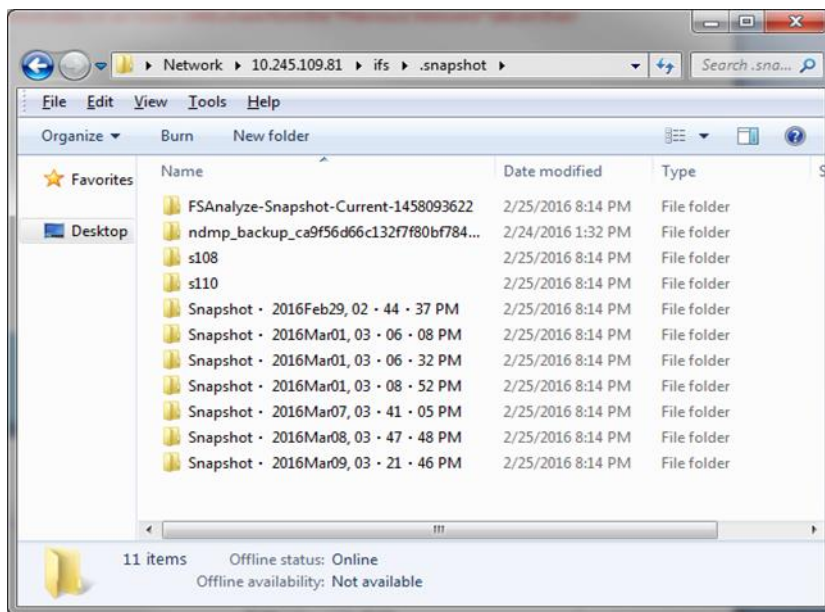 Network ▸ 10.245.109.81 ▸ ifs ▸ .snapshot ▸ Search .sna...
File Edit View Tools Help
Organize Burn New folder
Name Date modified Type S
Favorites
Desktop
FSAnalyze-Snapshot-Current-1458093622 2/25/2016 8:14 PM File folder
ndmp_backup_ca9f56d66c132f7f80bf784... 2/24/2016 1:32 PM File folder
s108 2/25/2016 8:14 PM File folder
s110 2/25/2016 8:14 PM File folder
Snapshot · 2016Feb29, 02 · 44 · 37 PM 2/25/2016 8:14 PM File folder
Snapshot · 2016Mar01, 03 · 06 · 08 PM 2/25/2016 8:14 PM File folder
Snapshot · 2016Mar01, 03 · 06 · 32 PM 2/25/2016 8:14 PM File folder
Snapshot · 2016Mar01, 03 · 08 · 52 PM 2/25/2016 8:14 PM File folder
Snapshot · 2016Mar07, 03 · 41 · 05 PM 2/25/2016 8:14 PM File folder
Snapshot · 2016Mar08, 03 · 47 · 48 PM 2/25/2016 8:14 PM File folder
Snapshot · 2016Mar09, 03 · 21 · 46 PM 2/25/2016 8:14 PM File folder
11 items Offline status: Online
Offline availability: Not available